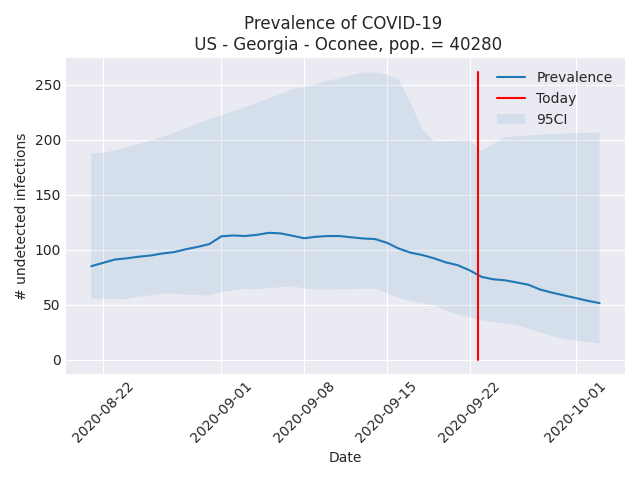 Prevalence of COVID-19
US - Georgia - Oconee, pop. = 40280
Prevalence
Today
95CI
# undetected infections
250
200
150
100
50
0
2020-08-22
2020-09-01
2020-09-08
2020-09-15
2020-09-22
2020-10-01
Date